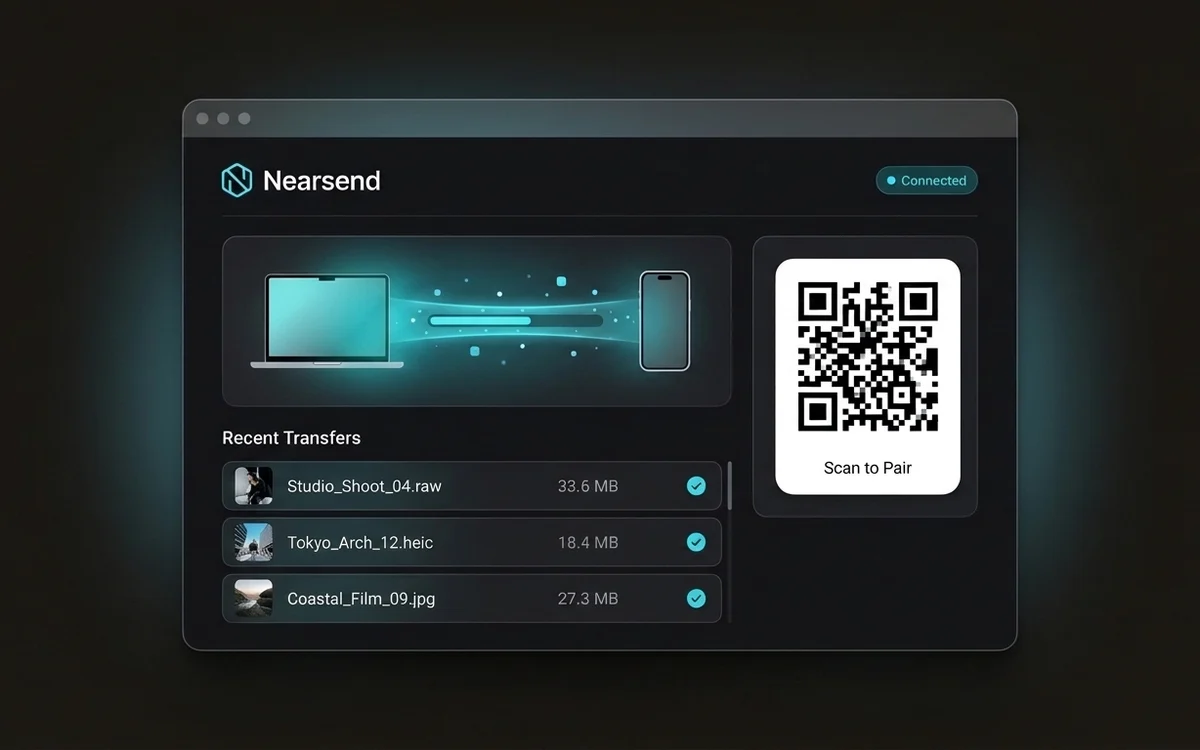 Nearsend
Connected
Recent Transfers
Studio_Shoot_04.raw 33.6 MB
Tokyo_Arch_12.heic 18.4 MB
Coastal_Film_09.jpg 27.3 MB
Scan to Pair